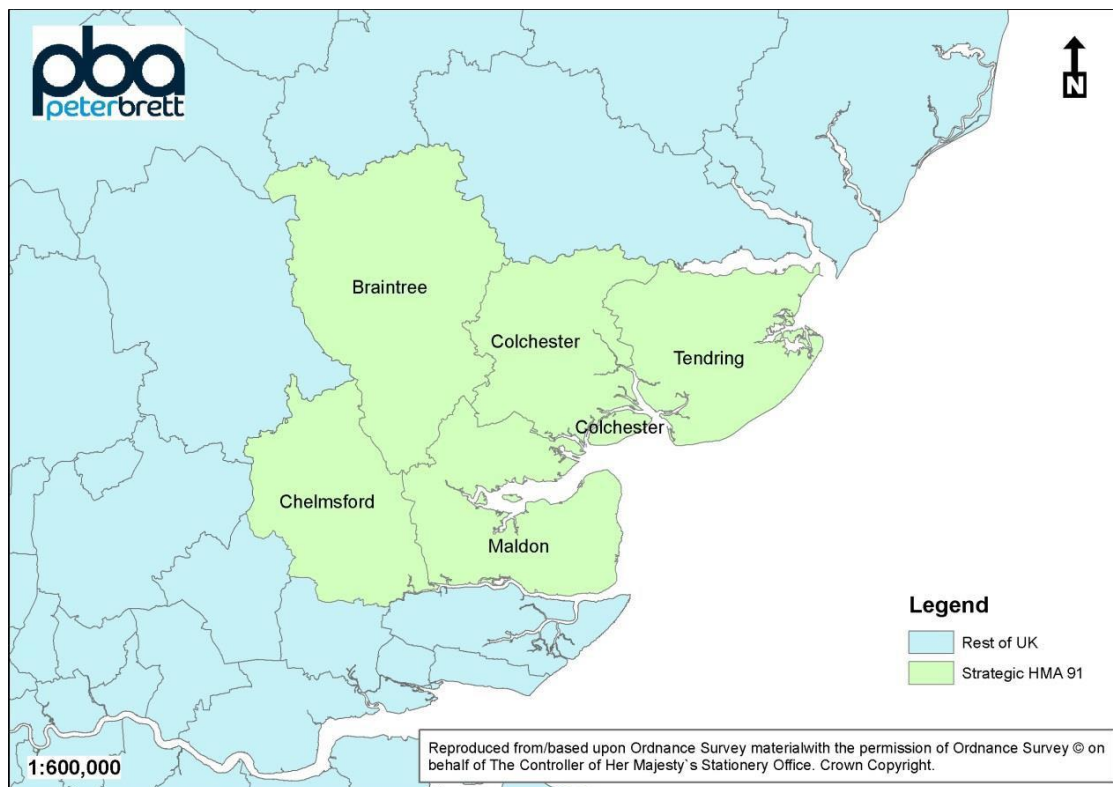 pba
peterbrett
N
Braintree
Colchester
Tendring
Colchester
Chelmsford
Maldon
Legend
Rest of UK
Strategic HMA 91
Reproduced from/based upon Ordnance Survey materialwith the permission of Ordnance Survey © on
behalf of The Controller of Her Majesty`s Stationery Office. Crown Copyright.
1:600,000